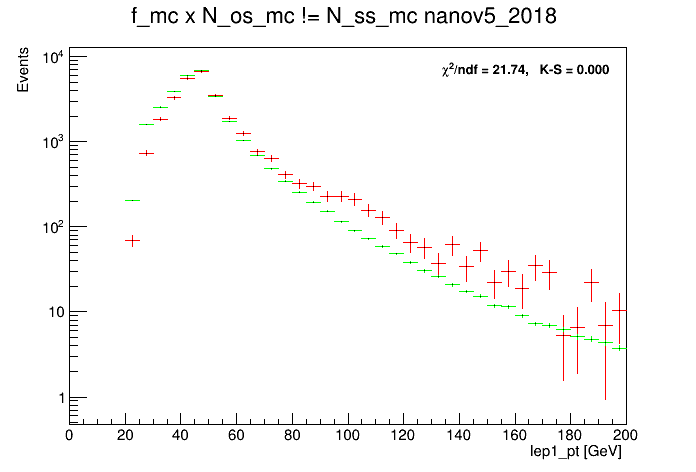 f_mc x N_os_mc != N_ss_mc nanov5_2018
Events
χ²/ndf = 21.74, K-S = 0.000
10⁴
10³
10²
10
1
0 20 40 60 80 100 120 140 160 180 200
lep1_pt [GeV]